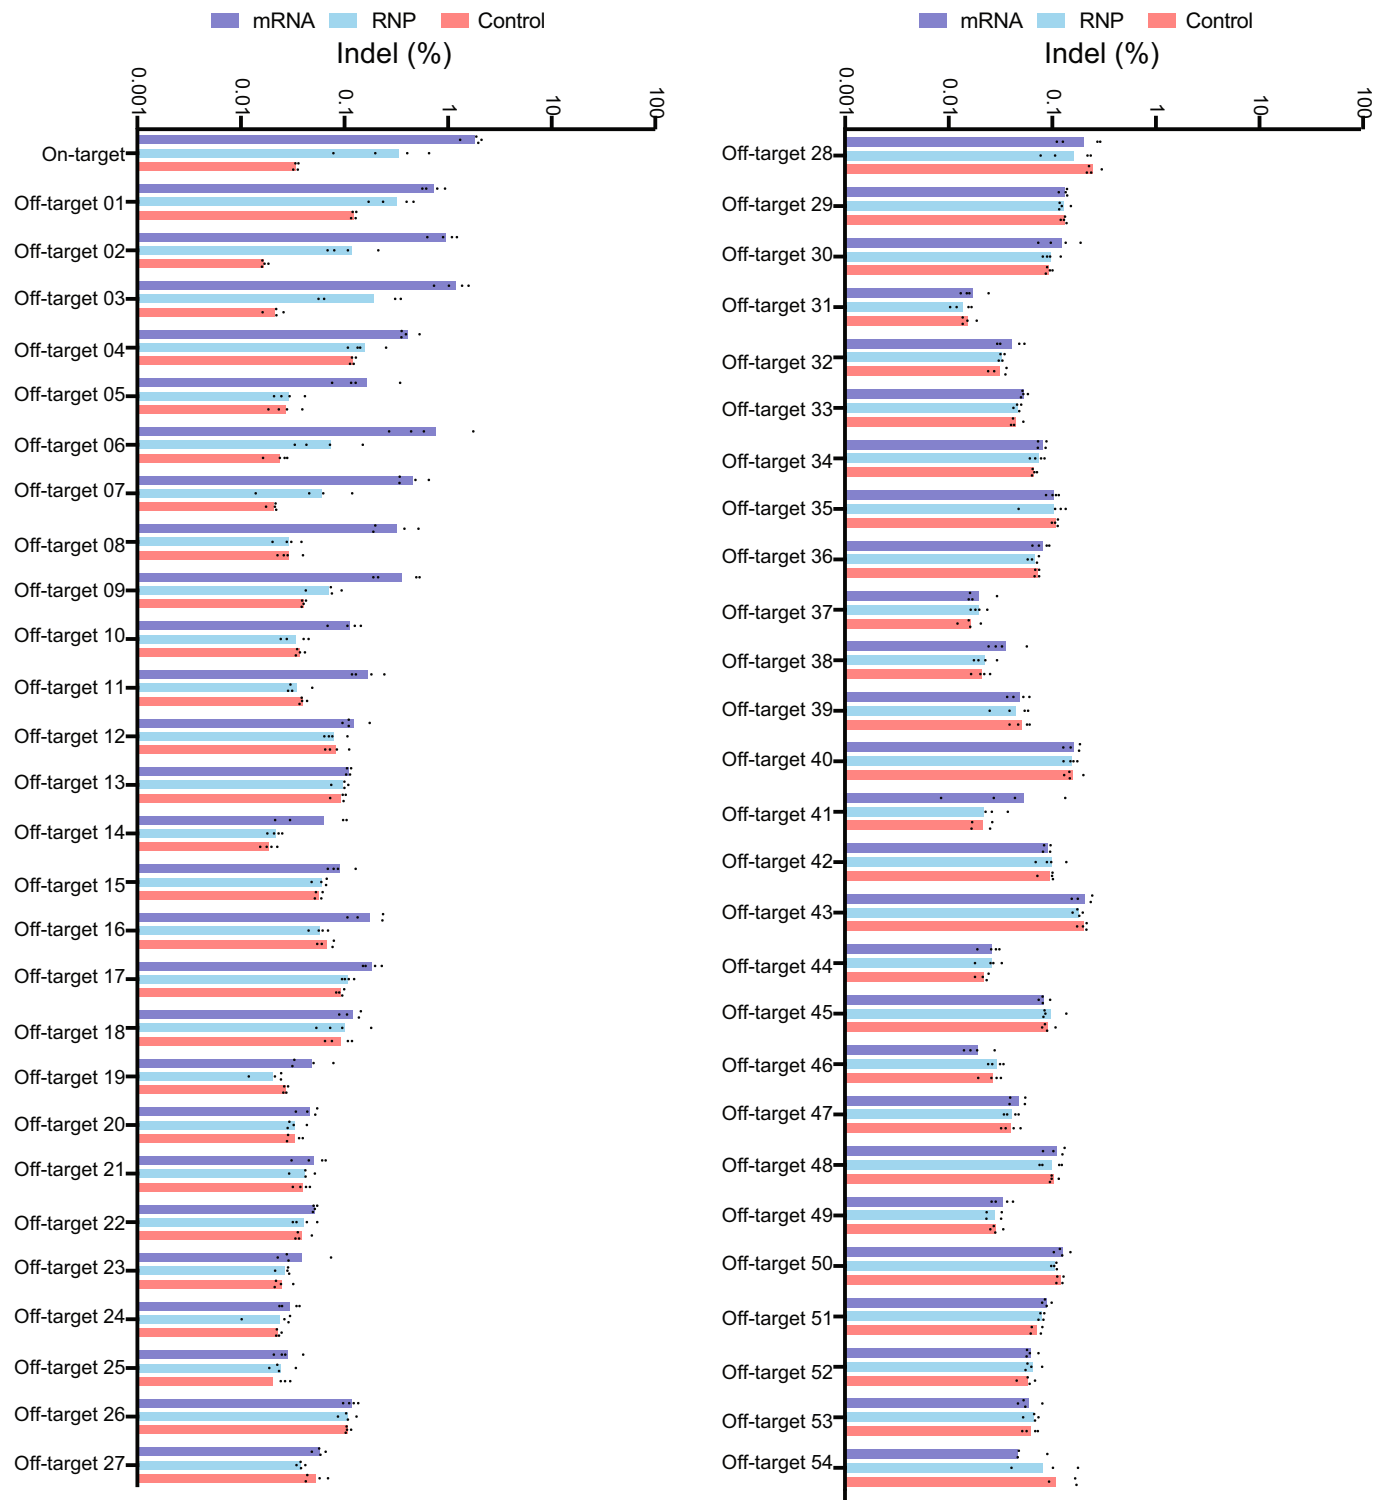 mRNA RNP Control
Indel (%)
0.001 0.01 0.1 1 10 100
On-target
Off-target 01
Off-target 02
Off-target 03
Off-target 04
Off-target 05
Off-target 06
Off-target 07
Off-target 08
Off-target 09
Off-target 10
Off-target 11
Off-target 12
Off-target 13
Off-target 14
Off-target 15
Off-target 16
Off-target 17
Off-target 18
Off-target 19
Off-target 20
Off-target 21
Off-target 22
Off-target 23
Off-target 24
Off-target 25
Off-target 26
Off-target 27
mRNA RNP Control
Indel (%)
0.001 0.01 0.1 1 10 100
Off-target 28
Off-target 29
Off-target 30
Off-target 31
Off-target 32
Off-target 33
Off-target 34
Off-target 35
Off-target 36
Off-target 37
Off-target 38
Off-target 39
Off-target 40
Off-target 41
Off-target 42
Off-target 43
Off-target 44
Off-target 45
Off-target 46
Off-target 47
Off-target 48
Off-target 49
Off-target 50
Off-target 51
Off-target 52
Off-target 53
Off-target 54